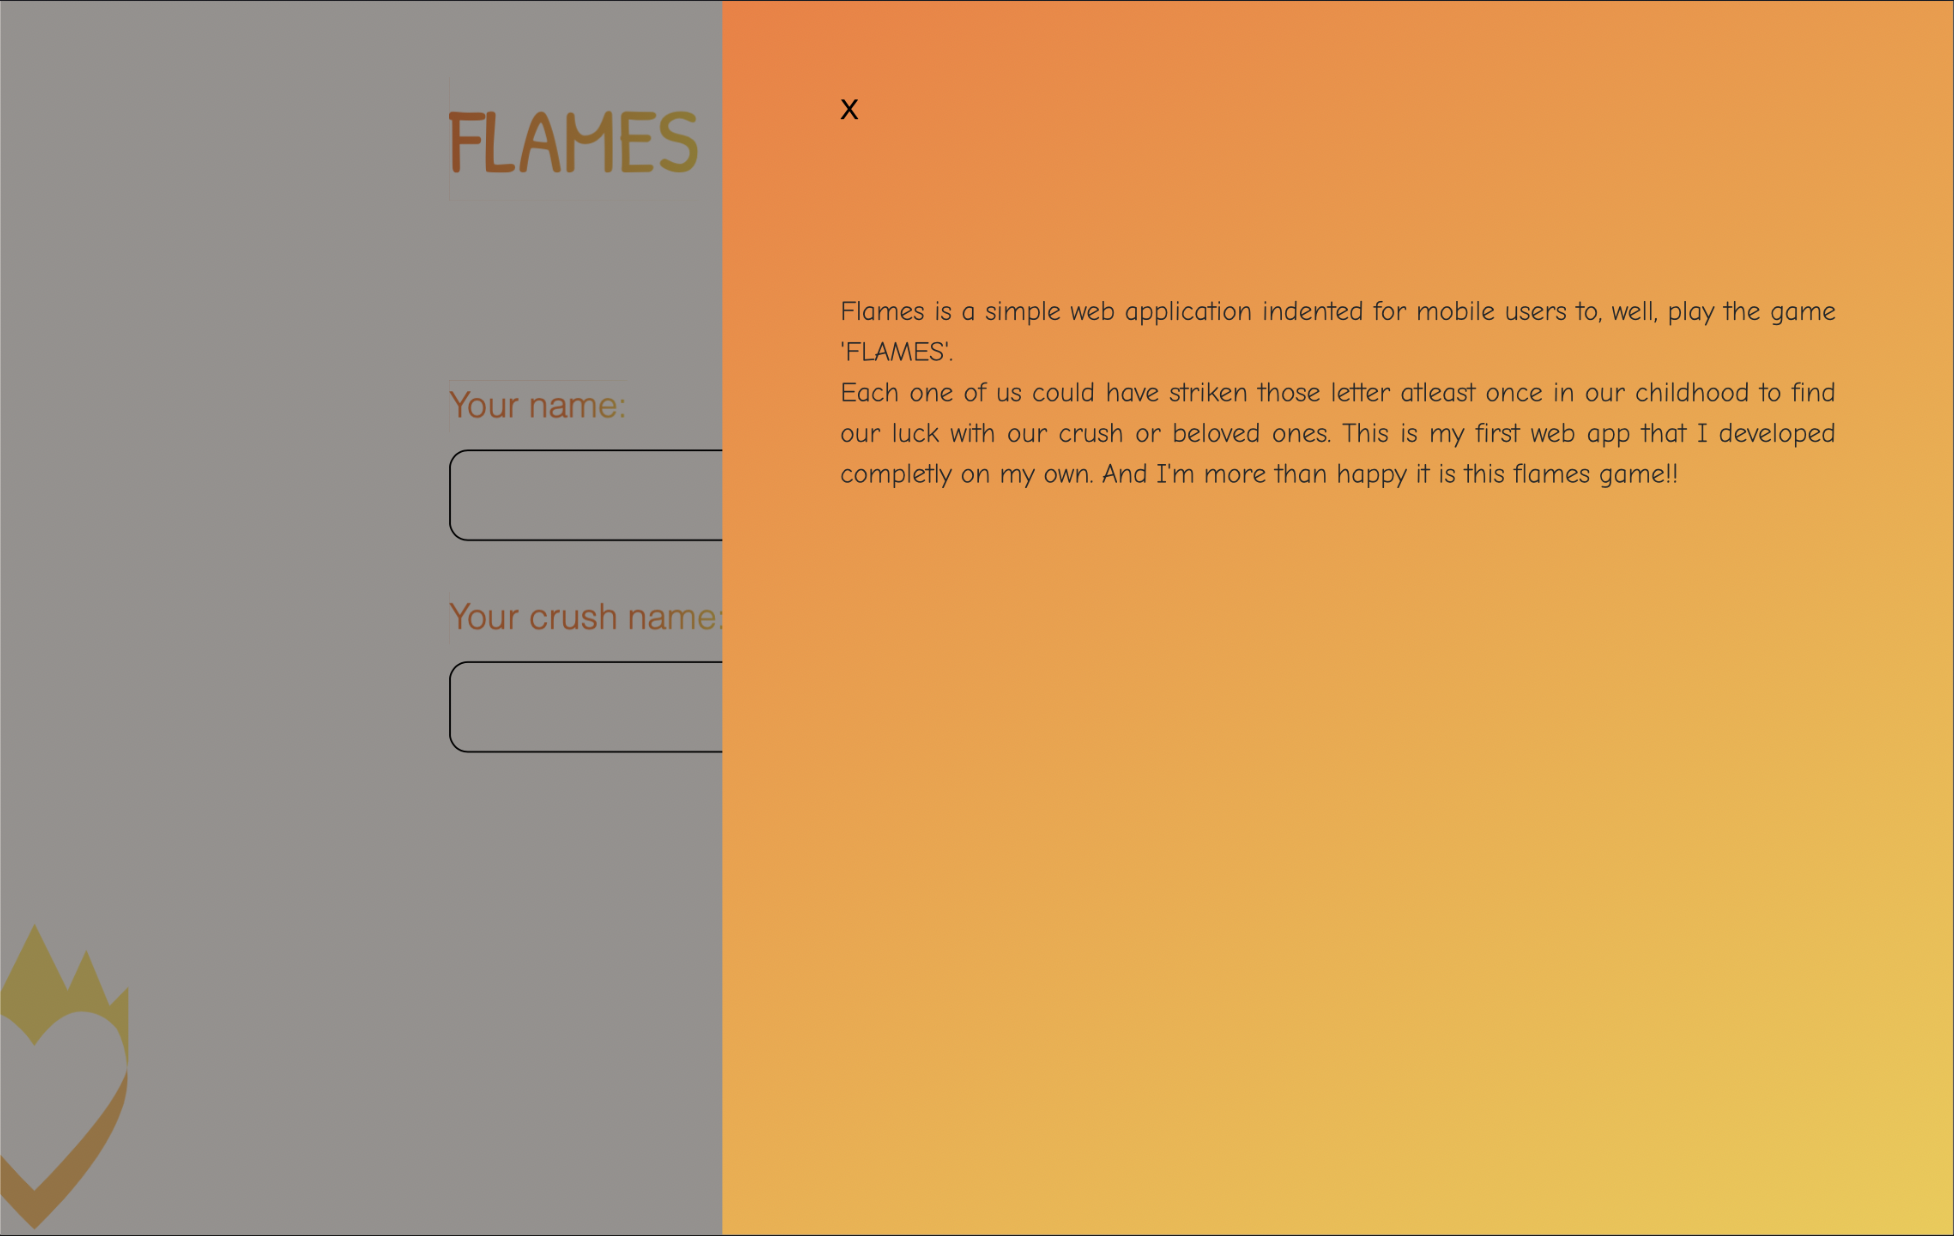 FLAMES
Your name:
Your crush name:
X
Flames is a simple web application indented for mobile users to, well, play the game
'FLAMES'.
Each one of us could have striken those letter atleast once in our childhood to find
our luck with our crush or beloved ones. This is my first web app that I developed
completly on my own. And I'm more than happy it is this flames game!!